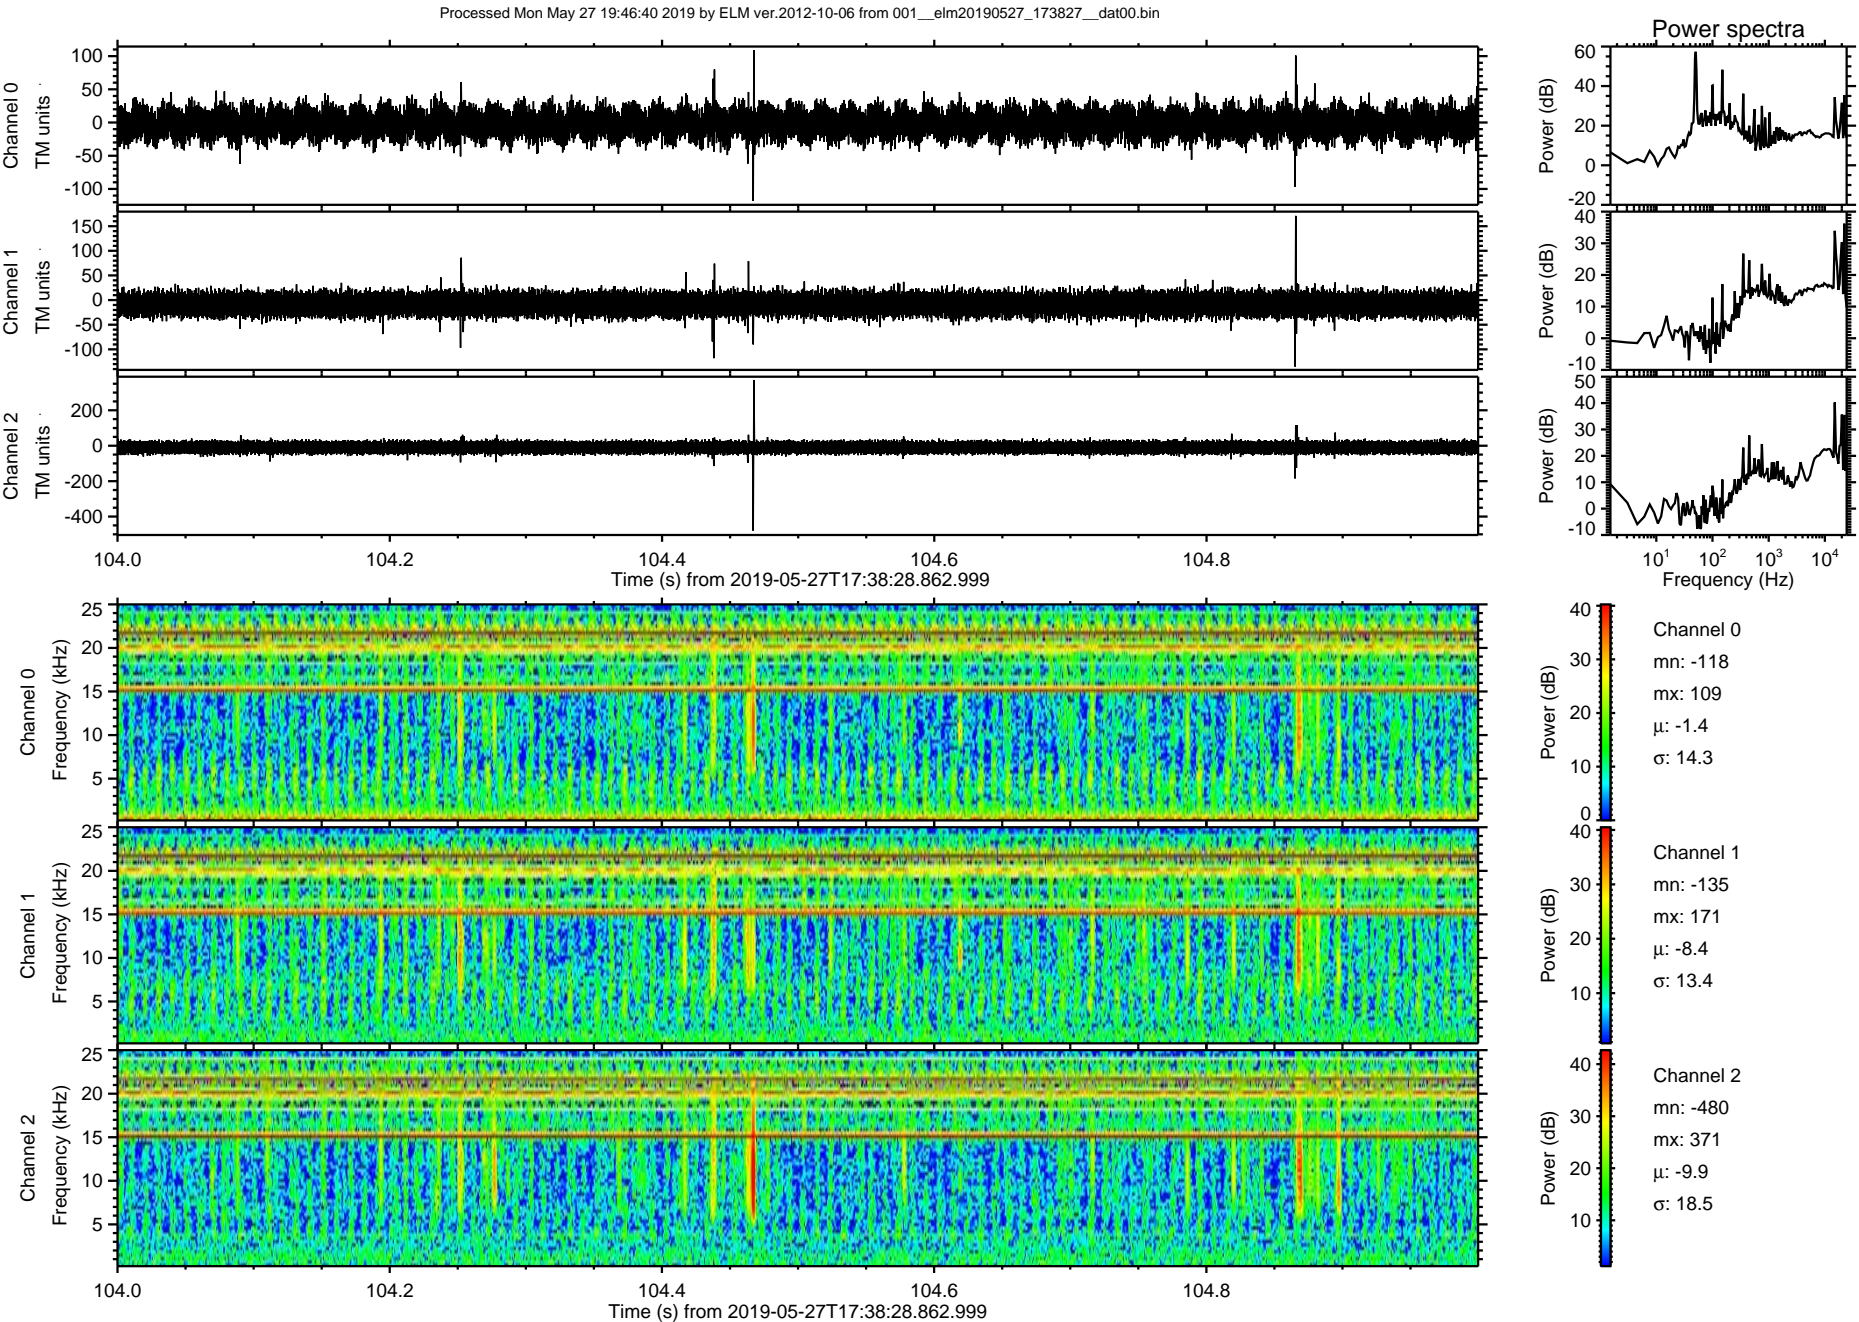 Processed Mon May 27 19:46:40 2019 by ELM ver.2012-10-06 from 001__elm20190527_173827__dat00.bin
Power spectra
Channel 0
TM units
100
50
0
-50
-100
Power (dB)
60
40
20
0
-20
Channel 1
TM units
150
100
50
0
-50
-100
Power (dB)
40
30
20
10
0
-10
Channel 2
TM units
200
0
-200
-400
Power (dB)
50
40
30
20
10
0
-10
104.0 104.2 104.4 104.6 104.8
Time (s) from 2019-05-27T17:38:28.862.999
10¹ 10² 10³ 10⁴
Frequency (Hz)
Channel 0
Frequency (kHz)
25
20
15
10
5
Power (dB)
40
30
20
10
0
Channel 0
mn: -118
mx: 109
μ: -1.4
σ: 14.3
Channel 1
Frequency (kHz)
25
20
15
10
5
Power (dB)
40
30
20
10
Channel 1
mn: -135
mx: 171
μ: -8.4
σ: 13.4
Channel 2
Frequency (kHz)
25
20
15
10
5
Power (dB)
40
30
20
10
Channel 2
mn: -480
mx: 371
μ: -9.9
σ: 18.5
104.0 104.2 104.4 104.6 104.8
Time (s) from 2019-05-27T17:38:28.862.999